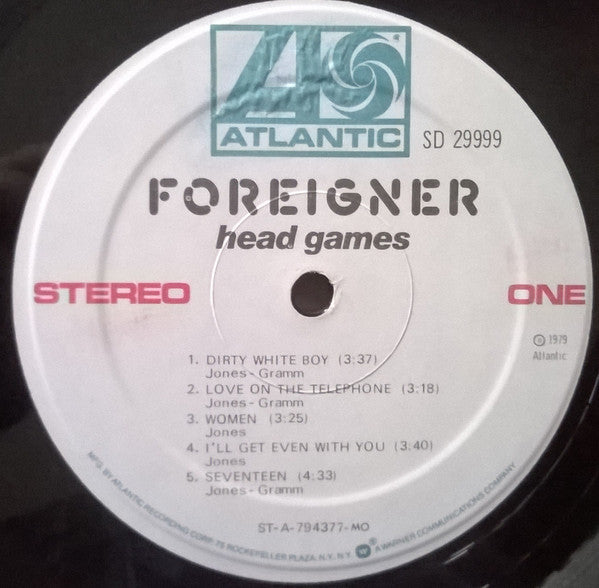 ATLANTIC
SD 29999
FOREIGNER
head games
STEREO
ONE
℗ 1979
Atlantic
1. DIRTY WHITE BOY (3:37)
Jones-Gramm
2. LOVE ON THE TELEPHONE (3:18)
Jones-Gramm
3. WOMEN (3:25)
Jones
4. I'LL GET EVEN WITH YOU (3:40)
Jones
5. SEVENTEEN (4:33)
Jones-Gramm
ST-A-794377-MO
MFG. BY ATLANTIC RECORDING CORP. 75 ROCKEFELLER PLAZA, N.Y. N.Y. A WARNER COMMUNICATIONS COMPANY